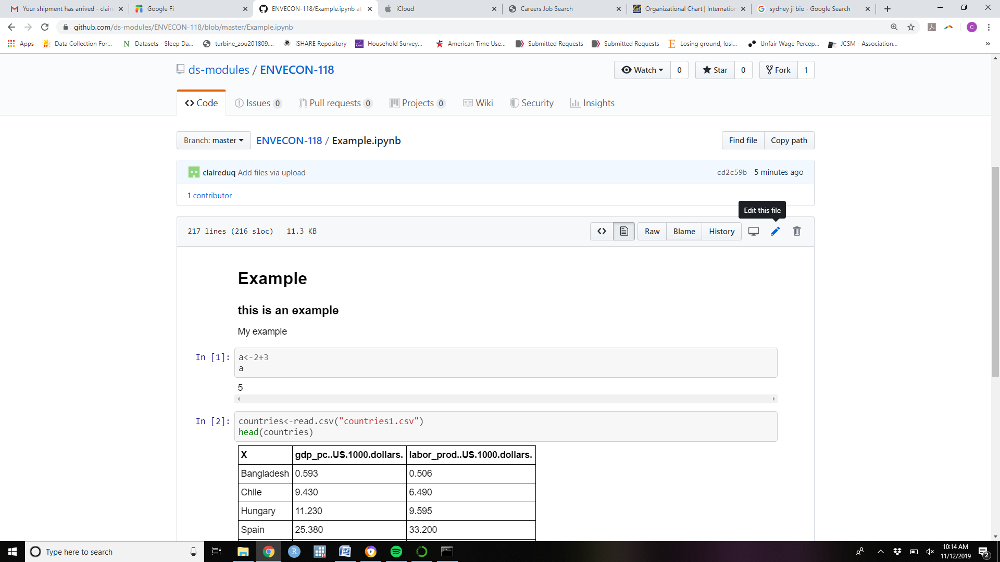 Your shipment has arrived - claire
Google Fi
ENVECON-118/Example.ipynb at
iCloud
Careers Job Search
Organizational Chart | Internation
sydney ji bio - Google Search
github.com/ds-modules/ENVECON-118/blob/master/Example.ipynb
C
Apps
Data Collection For...
N Datasets - Sleep Da...
turbine_zou201809....
iSHARE Repository
RAND Household Survey...
American Time Use...
Submitted Requests
Submitted Requests
E Losing ground, losi...
Unfair Wage Percep...
JCSM - Association...
»
ds-modules / ENVECON-118
Watch 0
Star 0
Fork 1
<> Code
Issues 0
Pull requests 0
Projects 0
Wiki
Security
Insights
Branch: master
ENVECON-118 / Example.ipynb
Find file
Copy path
claireduq Add files via upload
cd2c59b 5 minutes ago
1 contributor
Edit this file
217 lines (216 sloc) 11.3 KB
<>
Raw
Blame
History
Example
this is an example
My example
In [1]: a<-2+3
a
5
In [2]: countries<-read.csv("countries1.csv")
head(countries)
X gdp_pc..US.1000.dollars. labor_prod..US.1000.dollars.
Bangladesh 0.593 0.506
Chile 9.430 6.490
Hungary 11.230 9.595
Spain 25.380 33.200
Type here to search
R
14
W
10:14 AM
11/12/2019
2